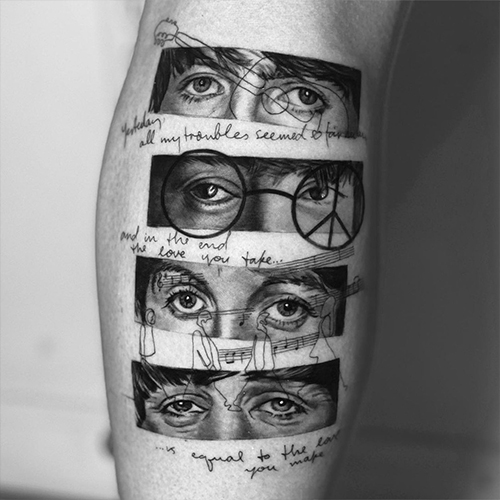 Yesterday
all my troubles seemed so far
and in the end
the love you take...
...is equal to the love
you make